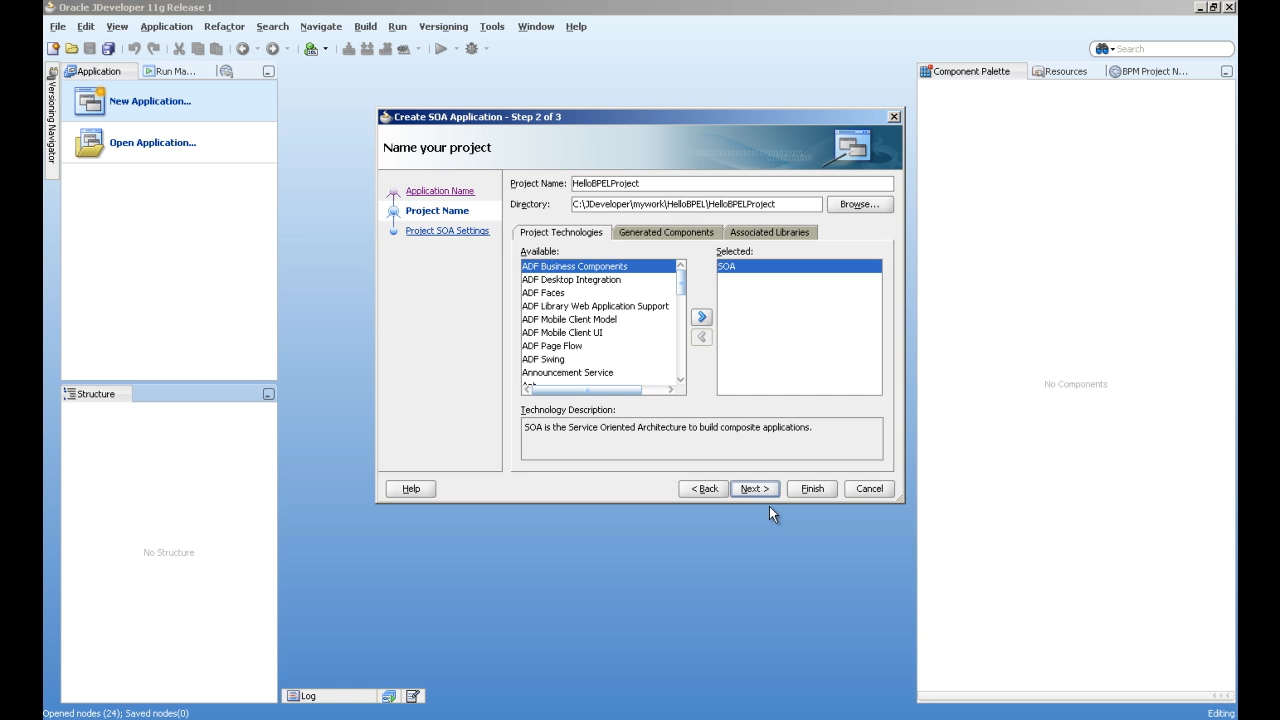 Oracle JDeveloper 11g Release 1
File Edit View Application Refactor Search Navigate Build Run Versioning Tools Window Help
Search
Application Run Ma...
Component Palette Resources BPM Project N...
Versioning Navigator
New Application...
Open Application...
Create SOA Application - Step 2 of 3
Name your project
Application Name
Project Name
Project SOA Settings
Project Name: HelloBPELProject
Directory: C:\JDeveloper\mywork\HelloBPEL\HelloBPELProject Browse...
Project Technologies Generated Components Associated Libraries
Available: Selected:
ADF Business Components
ADF Desktop Integration
ADF Faces
ADF Library Web Application Support
ADF Mobile Client Model
ADF Mobile Client UI
ADF Page Flow
ADF Swing
Announcement Service
SOA
Technology Description:
SOA is the Service Oriented Architecture to build composite applications.
Help < Back Next > Finish Cancel
No Components
Structure
No Structure
Log
Opened nodes (24); Saved nodes(0) Editing